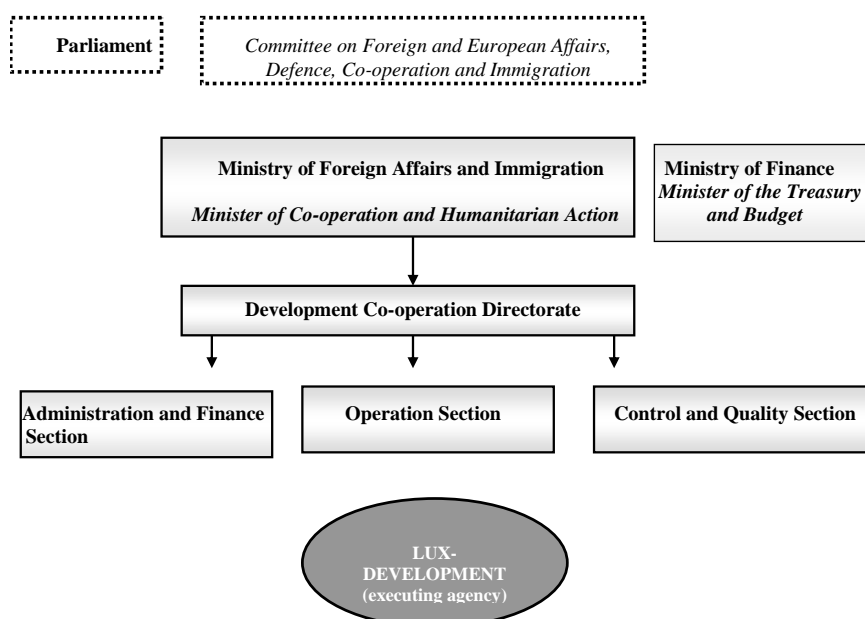 Parliament
Committee on Foreign and European Affairs,
Defence, Co-operation and Immigration
Ministry of Foreign Affairs and Immigration
Minister of Co-operation and Humanitarian Action
Ministry of Finance
Minister of the Treasury
and Budget
Development Co-operation Directorate
Administration and Finance
Section
Operation Section
Control and Quality Section
LUX-
DEVELOPMENT
(executing agency)